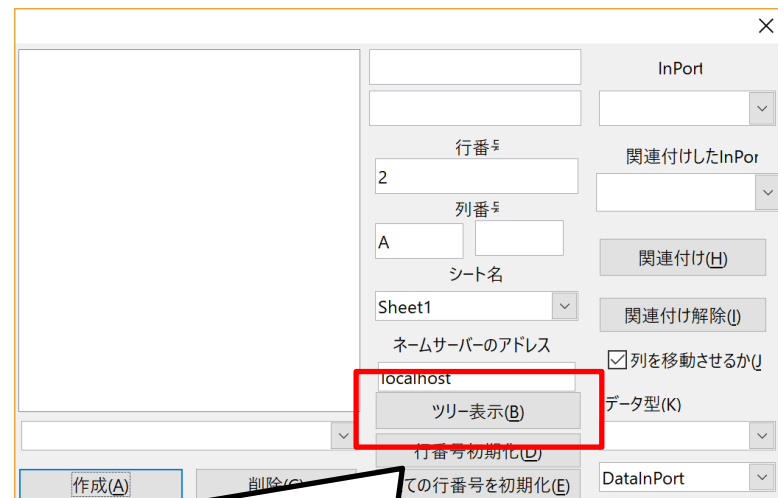 InPort
行番号
2
関連付けしたInPor
列番号
A
関連付け(H)
シート名
Sheet1
関連付け解除(I)
ネームサーバーのアドレス
列を移動させるか(J
localhost
データ型(K)
ツリー表示(B)
行番号初期化(D)
作成(A)
削除(C)
ての行番号を初期化(E)
DataInPort